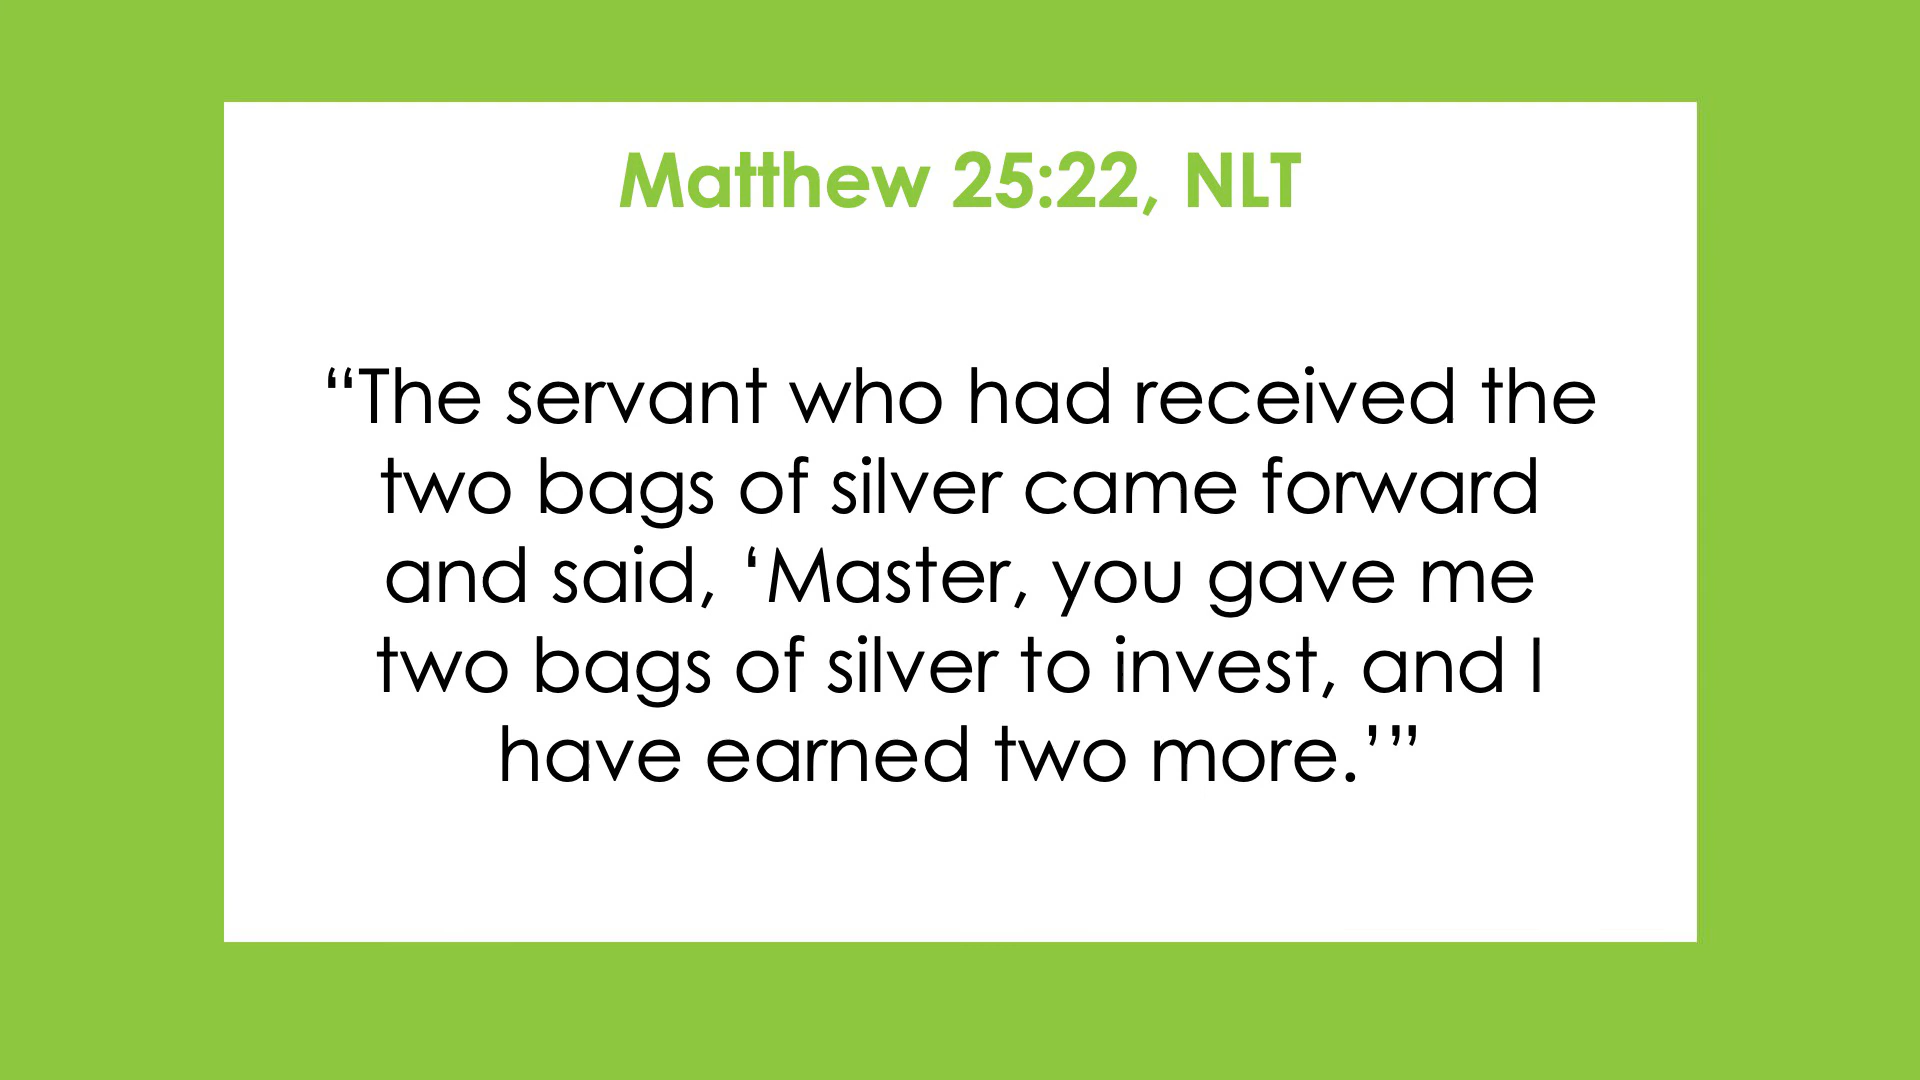 Matthew 25:22, NLT
“The servant who had received the
two bags of silver came forward
and said, ‘Master, you gave me
two bags of silver to invest, and I
have earned two more.’”